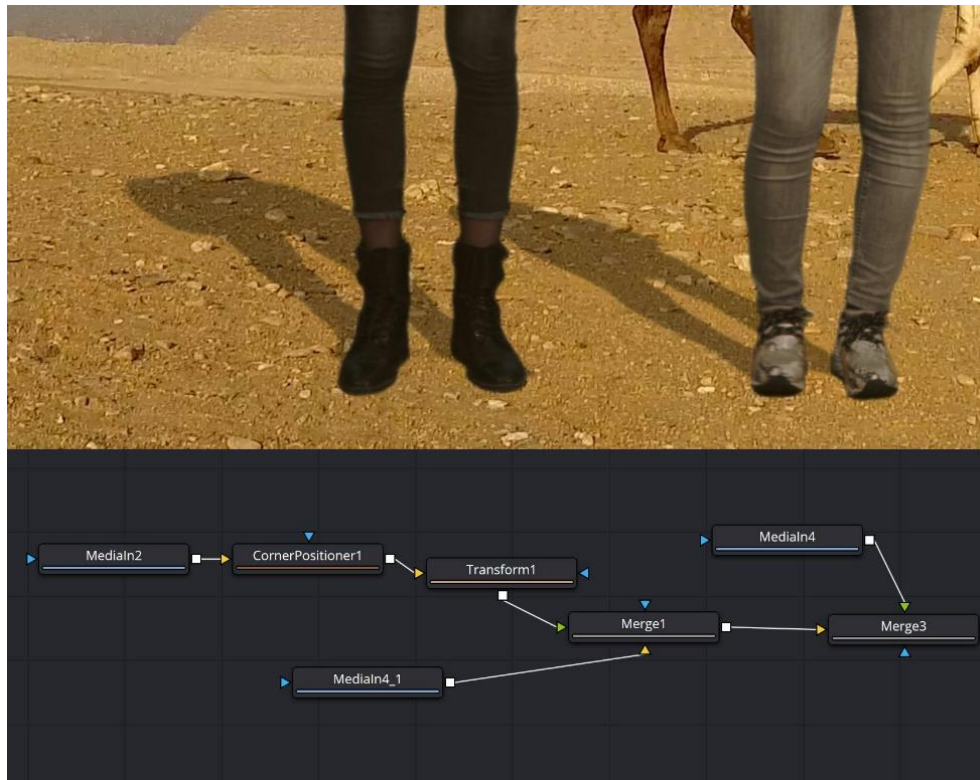 MediaIn4
MediaIn2
CornerPositioner1
Transform1
Merge1
Merge3
MediaIn4_1